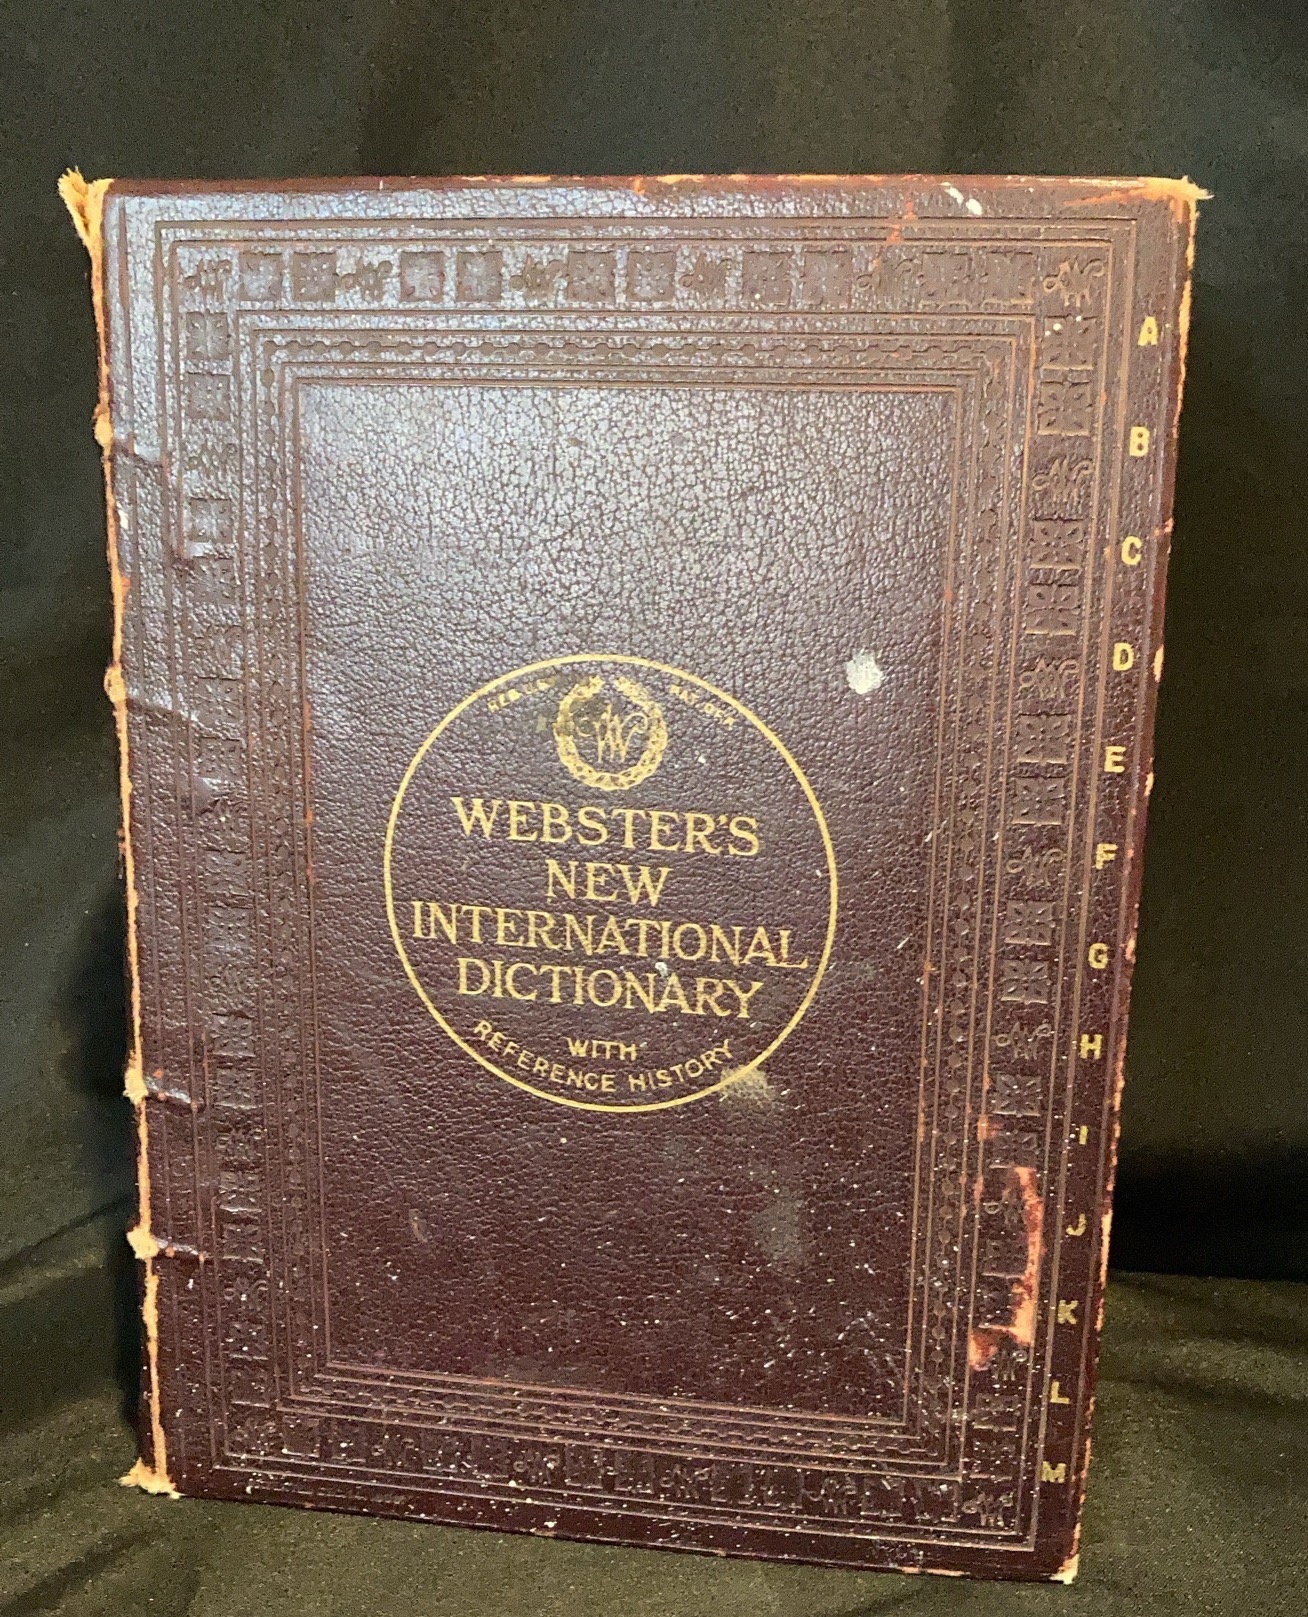 W
WEBSTER'S
NEW
INTERNATIONAL
DICTIONARY
WITH
REFERENCE HISTORY
A
B
C
D
E
F
G
H
I
J
K
L
M